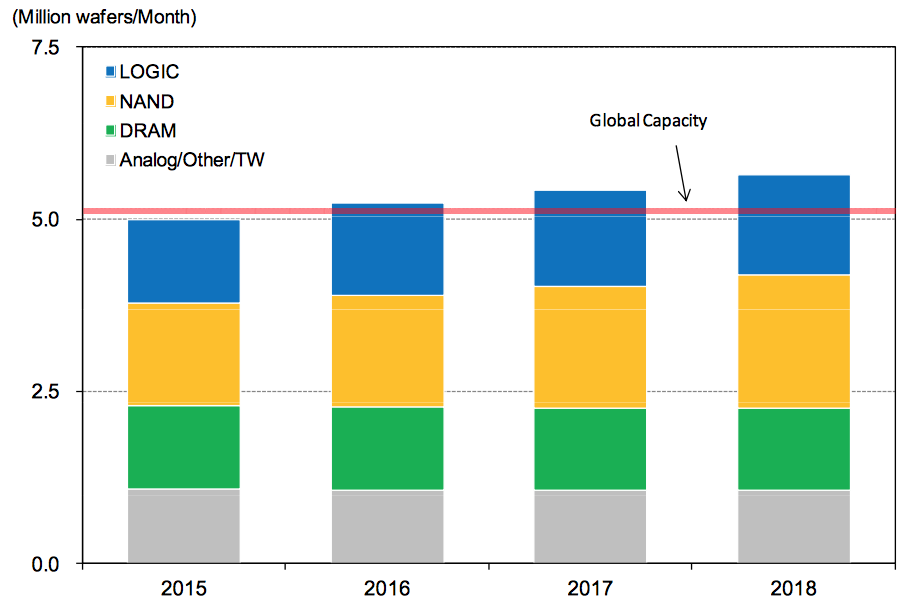 (Million wafers/Month)
7.5
LOGIC
NAND
DRAM
Analog/Other/TW
Global Capacity
5.0
2.5
0.0
2015 2016 2017 2018